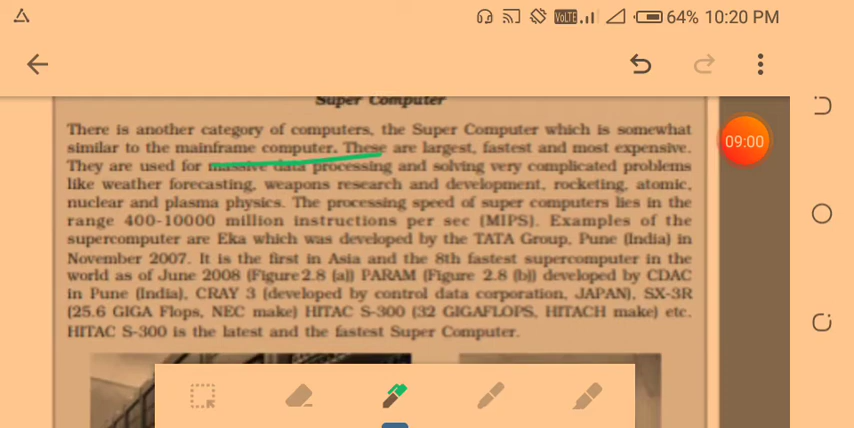 VoLTE 64% 10:20 PM
09:00
Super Computer
There is another category of computers, the Super Computer which is somewhat
similar to the mainframe computer. These are largest, fastest and most expensive.
They are used for massive data processing and solving very complicated problems
like weather forecasting, weapons research and development, rocketing, atomic,
nuclear and plasma physics. The processing speed of super computers lies in the
range 400-10000 million instructions per sec (MIPS). Examples of the
supercomputer are Eka which was developed by the TATA Group, Pune (India) in
November 2007. It is the first in Asia and the 8th fastest supercomputer in the
world as of June 2008 (Figure2.8 (a)) PARAM (Figure 2.8 (b)) developed by CDAC
in Pune (India), CRAY 3 (developed by control data corporation, JAPAN), SX-3R
(25.6 GIGA Flops, NEC make) HITAC S-300 (32 GIGAFLOPS, HITACH make) etc.
HITAC S-300 is the latest and the fastest Super Computer.